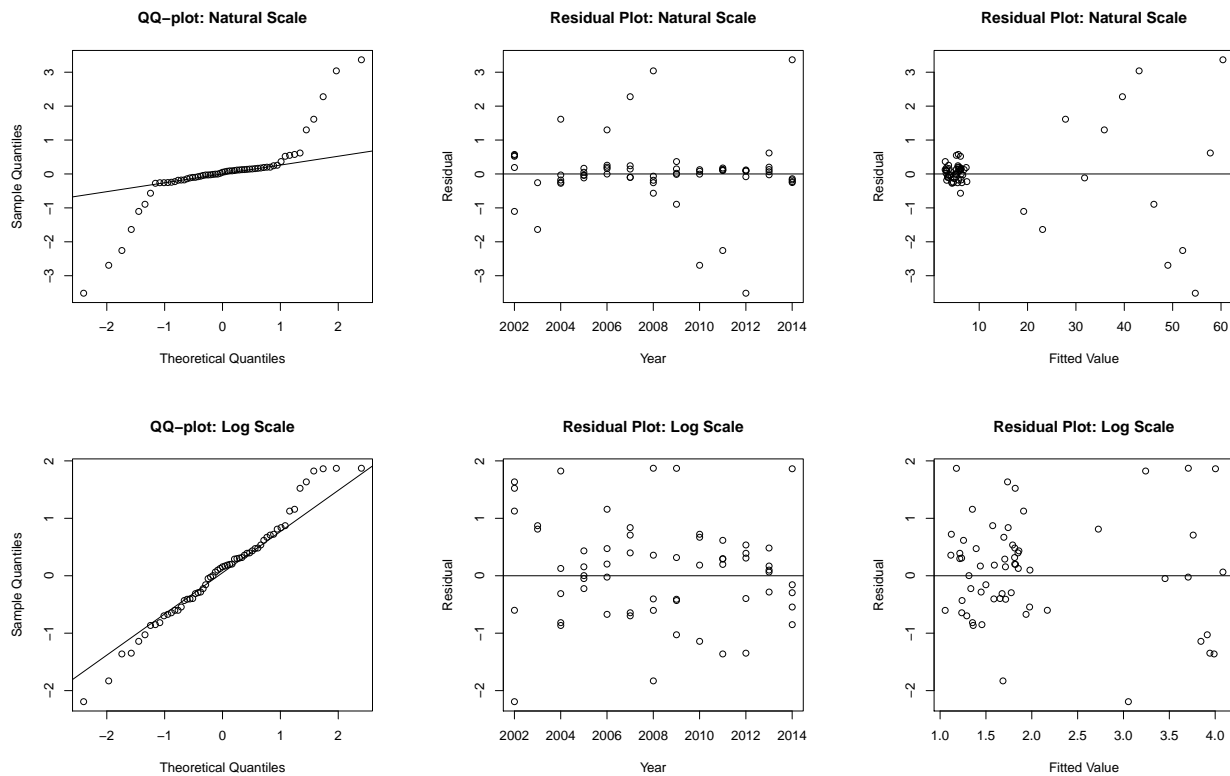 QQ−plot: Natural Scale
Sample Quantiles
3
2
1
0
−1
−2
−3
−2 −1 0 1 2
Theoretical Quantiles
Residual Plot: Natural Scale
Residual
3
2
1
0
−1
−2
−3
2002 2004 2006 2008 2010 2012 2014
Year
Residual Plot: Natural Scale
Residual
3
2
1
0
−1
−2
−3
10 20 30 40 50 60
Fitted Value
QQ−plot: Log Scale
Sample Quantiles
2
1
0
−1
−2
−2 −1 0 1 2
Theoretical Quantiles
Residual Plot: Log Scale
Residual
2
1
0
−1
−2
2002 2004 2006 2008 2010 2012 2014
Year
Residual Plot: Log Scale
Residual
2
1
0
−1
−2
1.0 1.5 2.0 2.5 3.0 3.5 4.0
Fitted Value